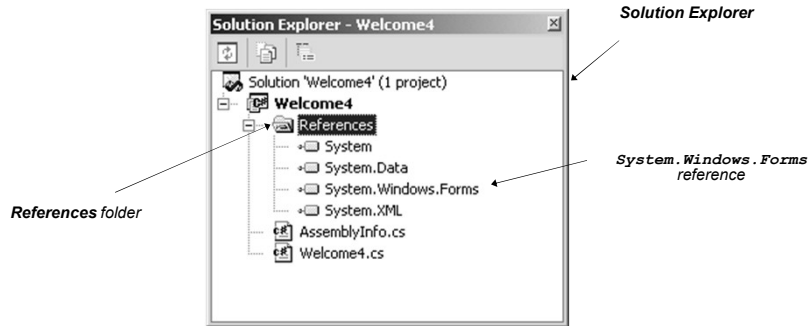 Solution Explorer - Welcome4
Solution Explorer
Solution 'Welcome4' (1 project)
C#
Welcome4
References
System
System.Data
System.Windows.Forms
System.Windows.Forms
reference
System.XML
References folder
C# AssemblyInfo.cs
C# Welcome4.cs